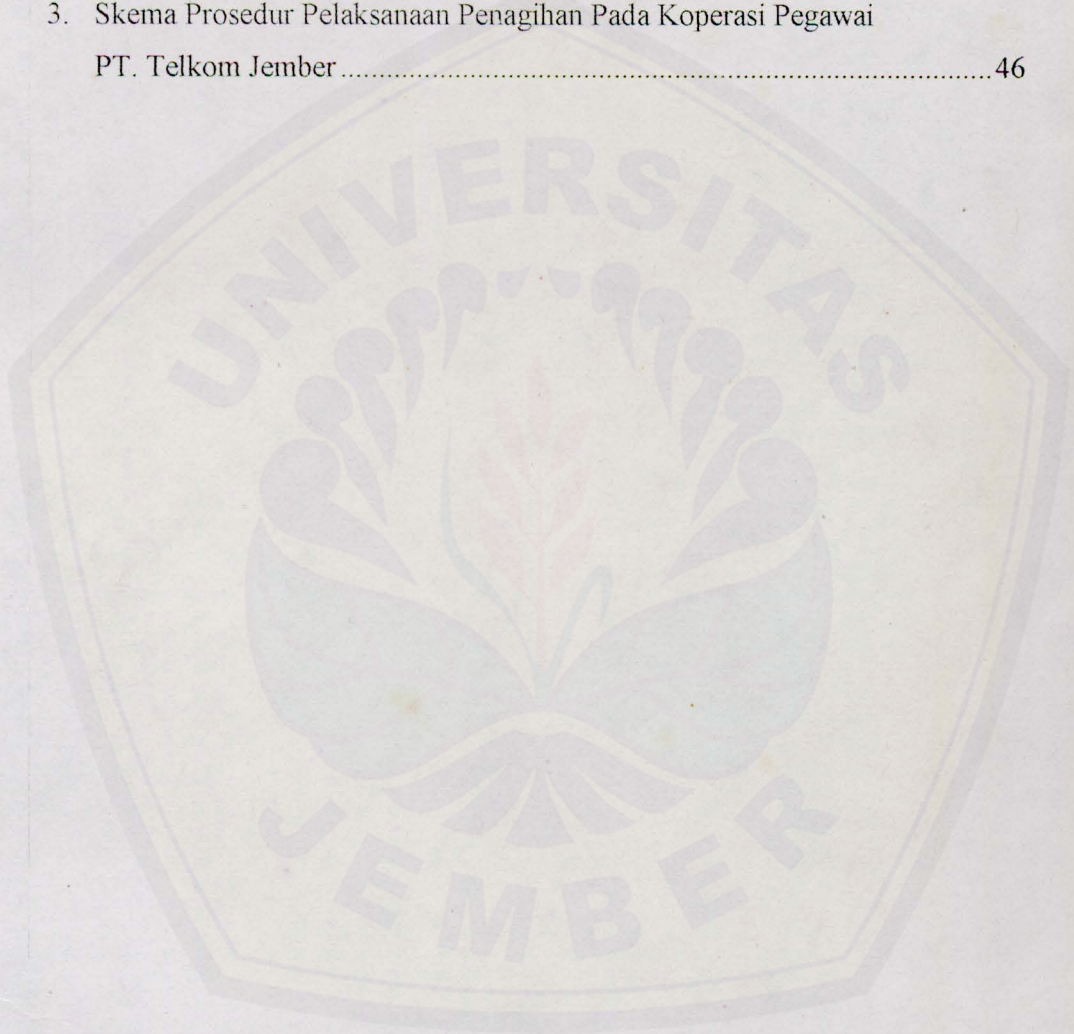 3. Skema Prosedur Pelaksanaan Penagihan Pada Koperasi Pegawai
PT. Telkom Jember.......................................................................................46
UNIVERSITAS
JEMBER